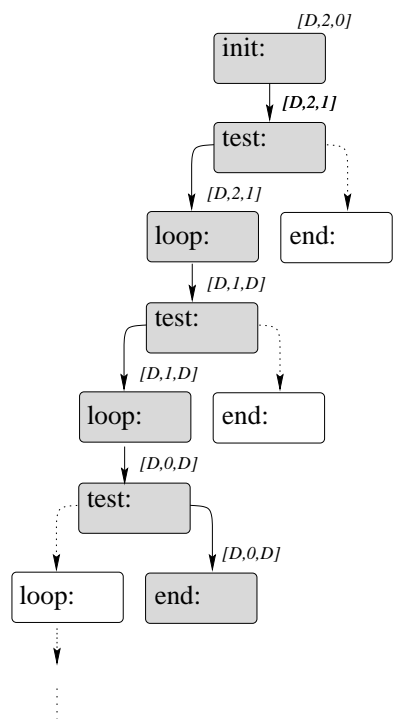 [D,2,0]
init:
[D,2,1]
test:
[D,2,1]
loop:
end:
[D,1,D]
test:
[D,1,D]
loop:
end:
[D,0,D]
test:
[D,0,D]
loop:
end: